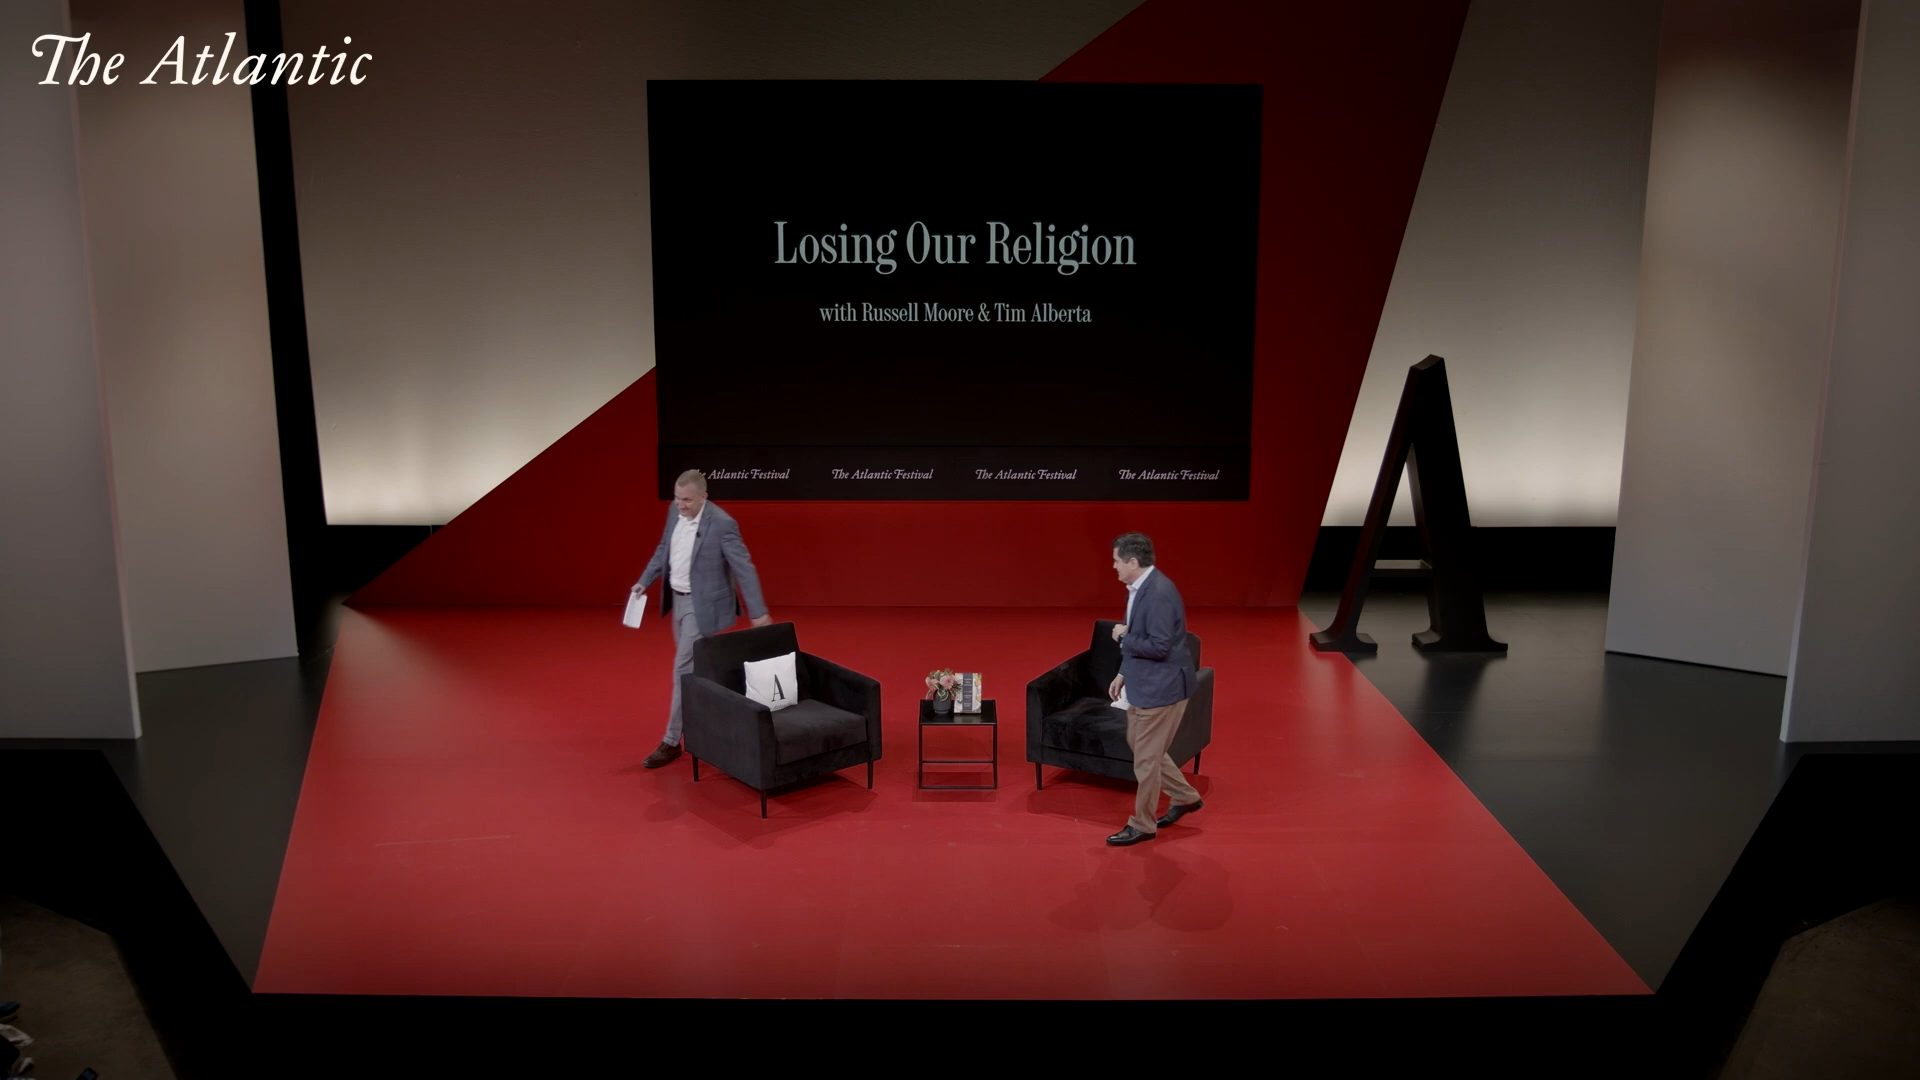 The Atlantic
Losing Our Religion
with Russell Moore & Tim Alberta
Atlantic Festival
The Atlantic Festival
The Atlantic Festival
The Atlantic Festival
A
A